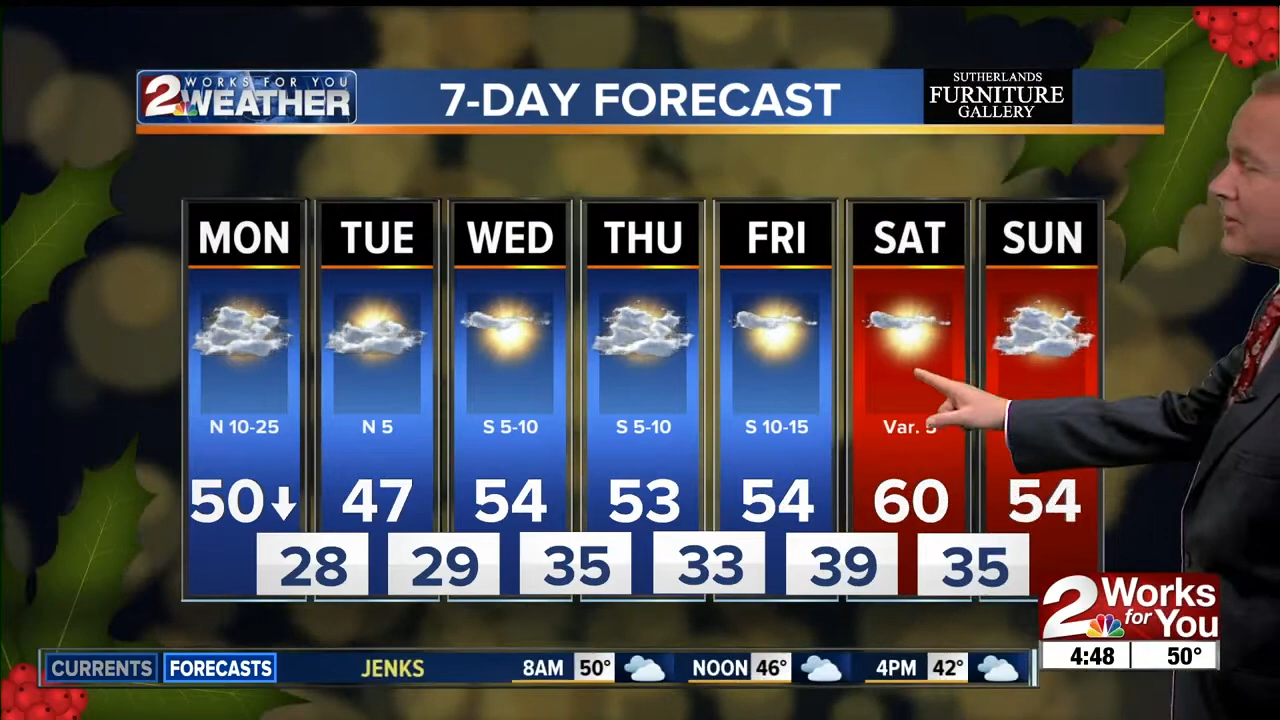 2 WORKS FOR YOU
WEATHER
7-DAY FORECAST
SUTHERLANDS
FURNITURE
GALLERY
MON TUE WED THU FRI SAT SUN
N 10-25 N 5 S 5-10 S 5-10 S 10-15 Var.
50↓ 47 54 53 54 60 54
28 29 35 33 39 35
2 Works
for You
4:48 50°
CURRENTS FORECASTS JENKS 8AM 50° NOON 46° 4PM 42°